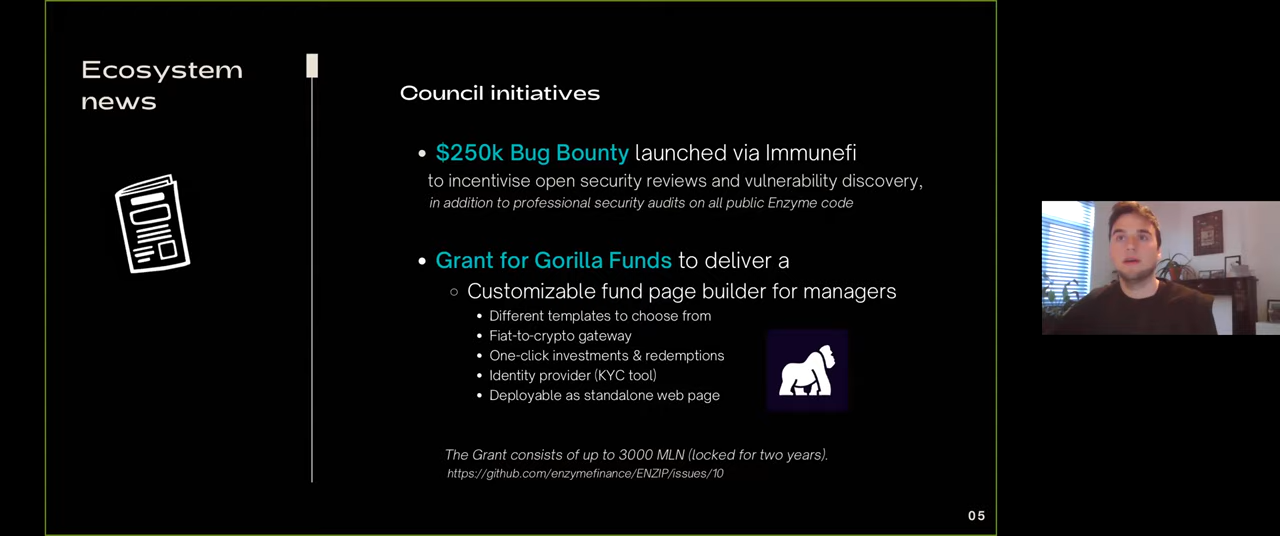 Ecosystem
news
Council initiatives
• $250k Bug Bounty launched via Immunefi
to incentivise open security reviews and vulnerability discovery,
in addition to professional security audits on all public Enzyme code
• Grant for Gorilla Funds to deliver a
○ Customizable fund page builder for managers
• Different templates to choose from
• Fiat-to-crypto gateway
• One-click investments & redemptions
• Identity provider (KYC tool)
• Deployable as standalone web page
The Grant consists of up to 3000 MLN (locked for two years).
https://github.com/enzymefinance/ENZIP/issues/10
05